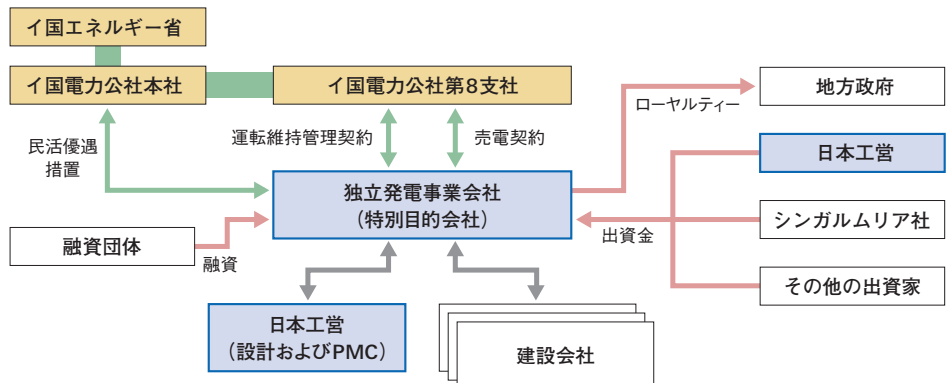 イ国エネルギー省
イ国電力公社本社
イ国電力公社第8支社
ローヤルティー
地方政府
民活優遇
措置
運転維持管理契約
売電契約
日本工営
独立発電事業会社
(特別目的会社)
融資団体
融資
出資金
シンガルムリア社
その他の出資家
日本工営
(設計およびPMC)
建設会社